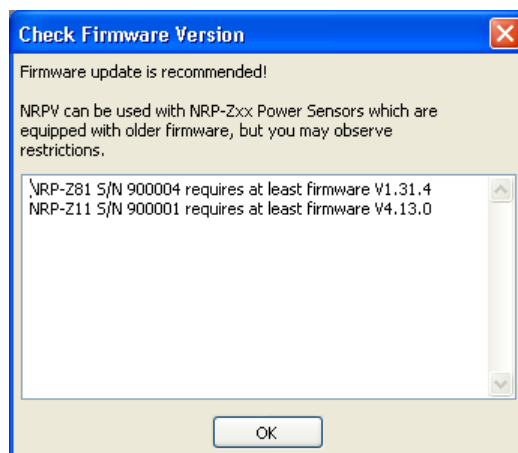 Check Firmware Version
Firmware update is recommended!
NRPV can be used with NRP-Zxx Power Sensors which are
equipped with older firmware, but you may observe
restrictions.
NRP-Z81 S/N 900004 requires at least firmware V1.31.4
NRP-Z11 S/N 900001 requires at least firmware V4.13.0
OK